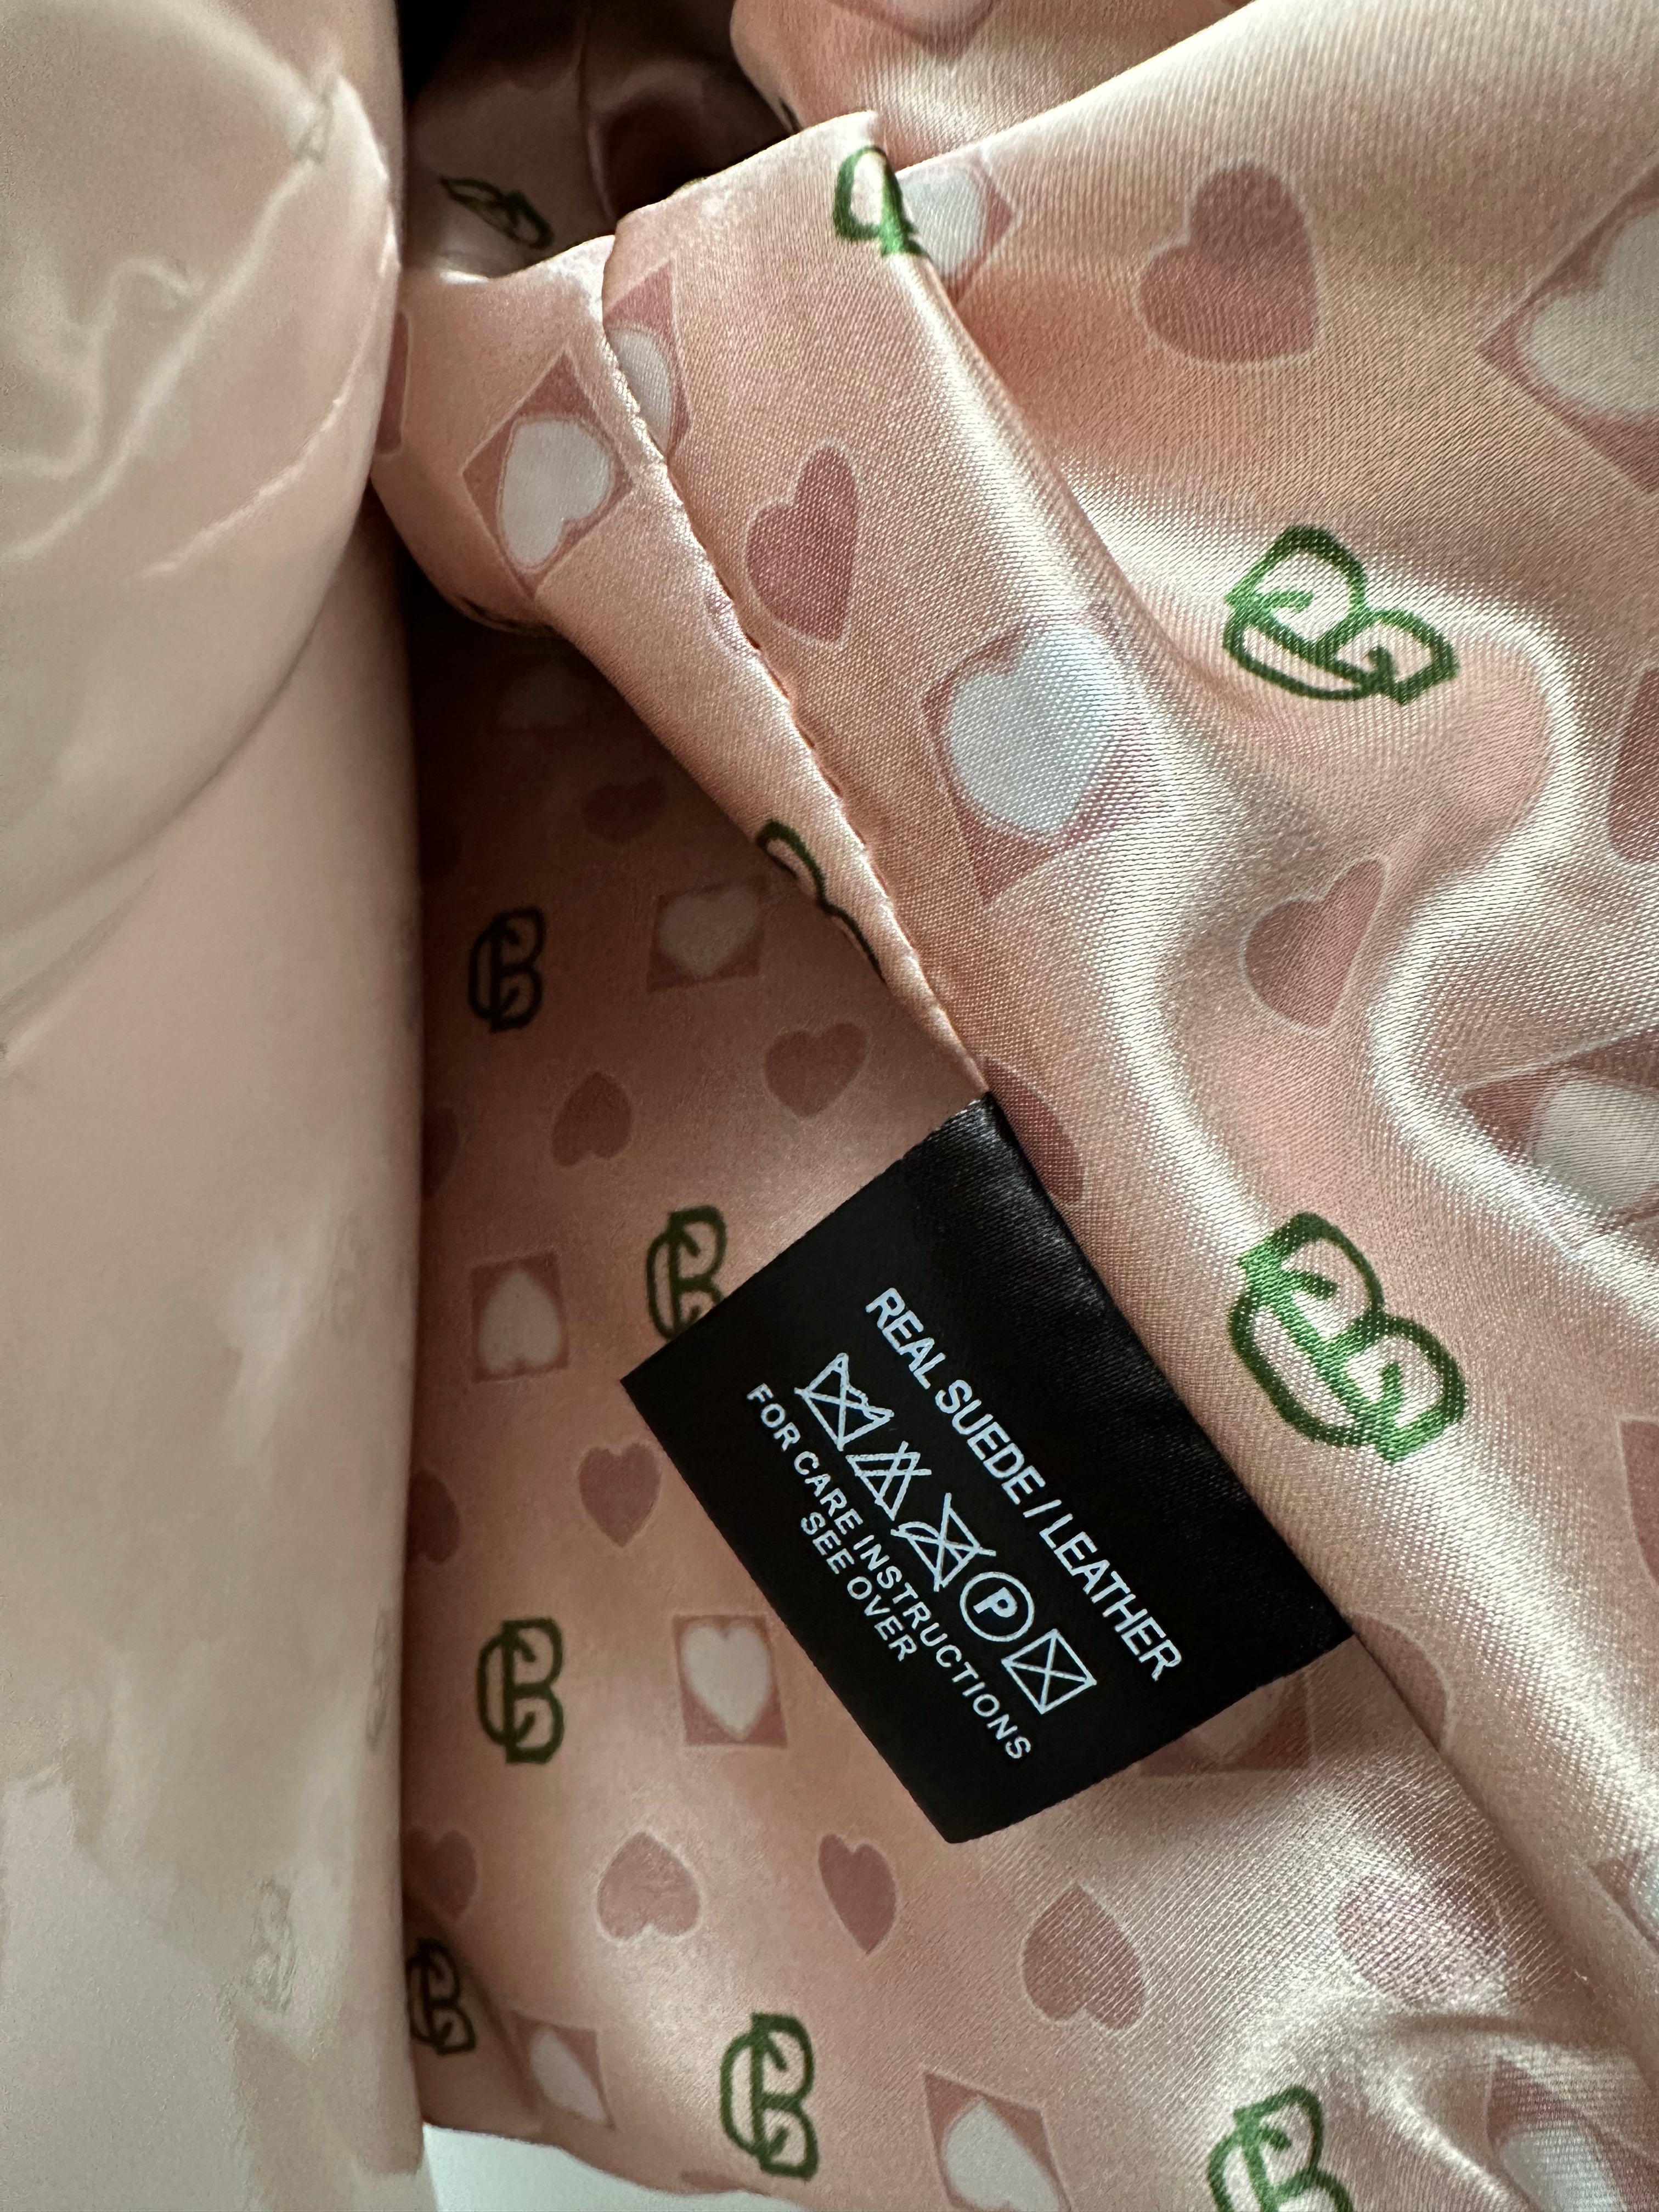 REAL SUEDE / LEATHER
P
FOR CARE INSTRUCTIONS
SEE OVER